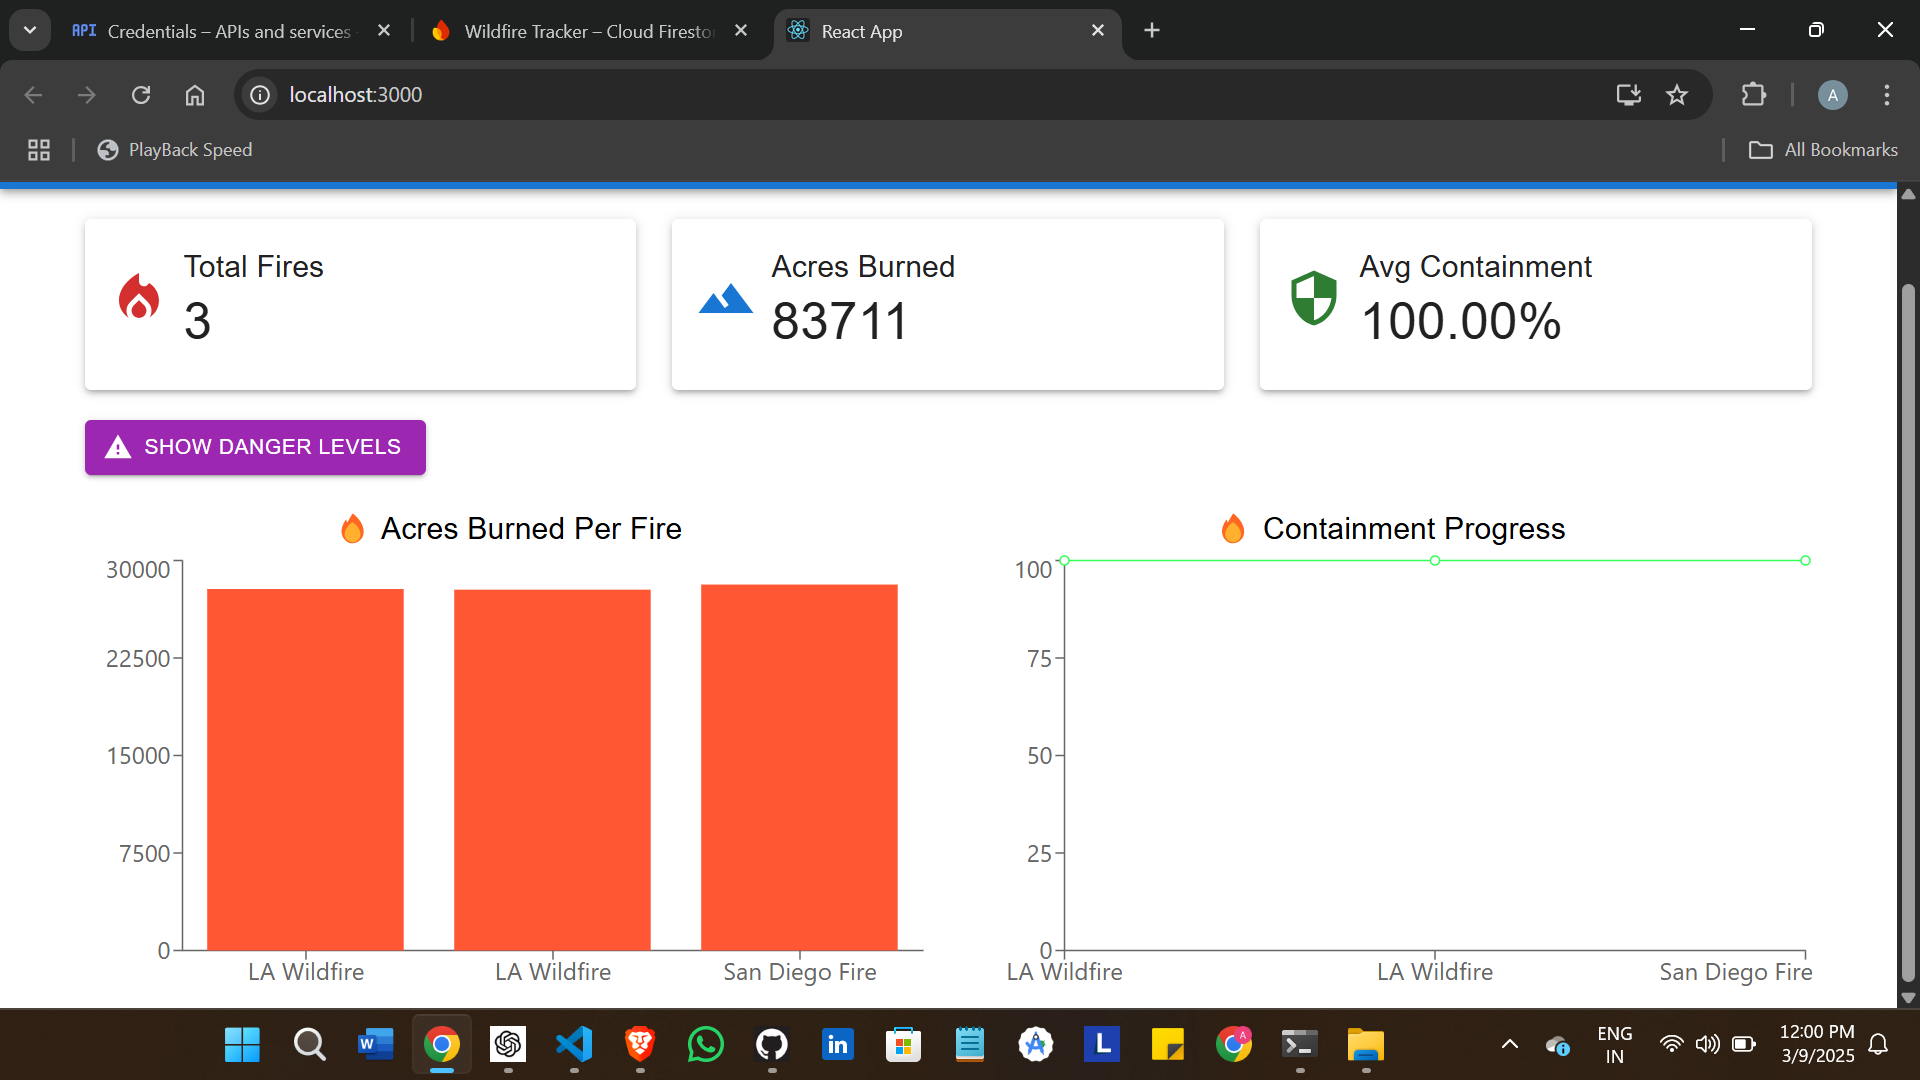 API Credentials – APIs and services
Wildfire Tracker – Cloud Firesto
React App
localhost:3000
A
PlayBack Speed
All Bookmarks
Total Fires
3
Acres Burned
83711
Avg Containment
100.00%
SHOW DANGER LEVELS
Acres Burned Per Fire
30000
22500
15000
7500
0
LA Wildfire
LA Wildfire
San Diego Fire
Containment Progress
100
75
50
25
0
LA Wildfire
LA Wildfire
San Diego Fire
W
in
L
A
ENG
IN
12:00 PM
3/9/2025